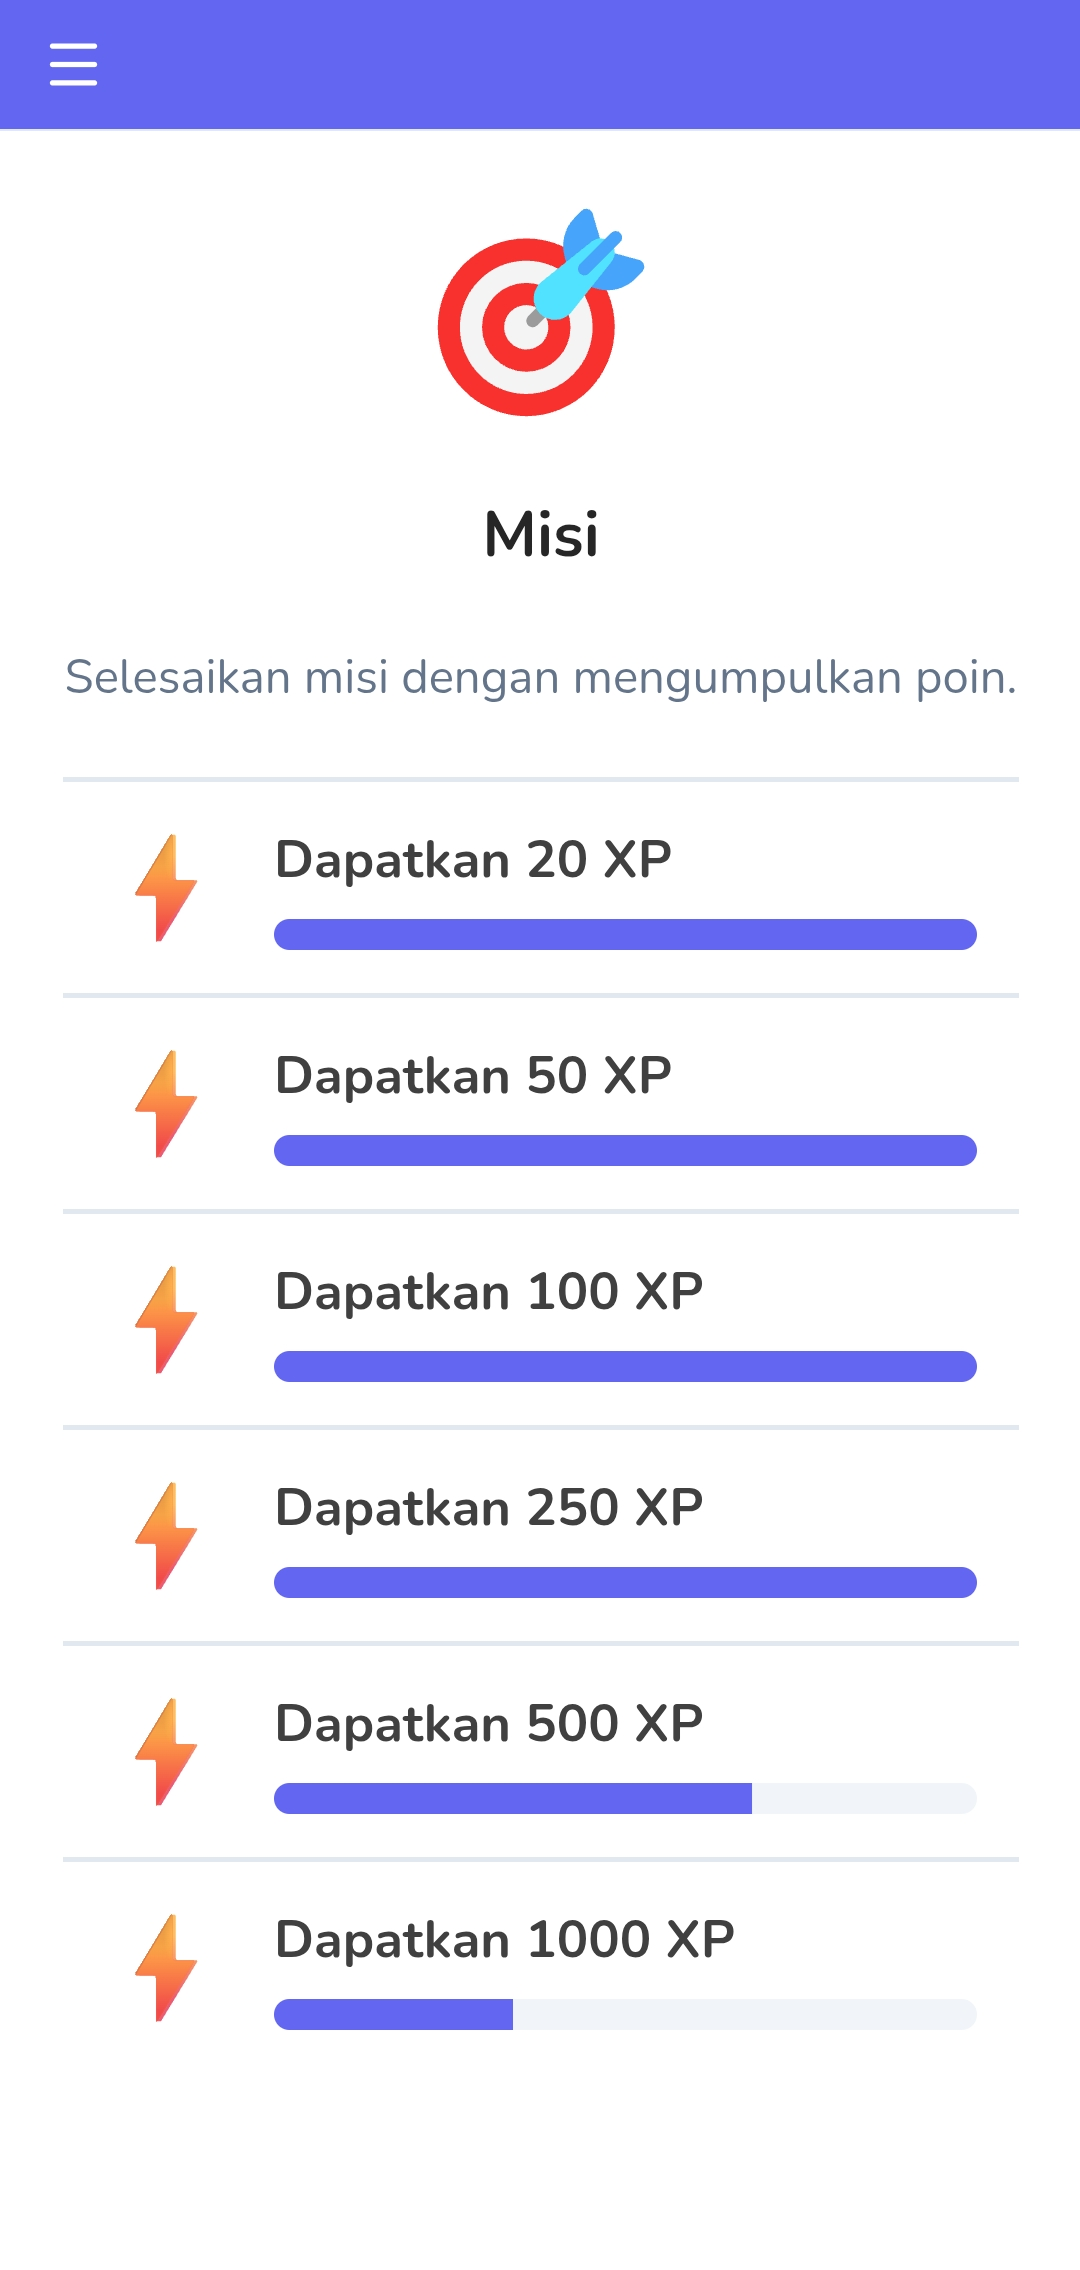 Misi
Selesaikan misi dengan mengumpulkan poin.
Dapatkan 20 XP
Dapatkan 50 XP
Dapatkan 100 XP
Dapatkan 250 XP
Dapatkan 500 XP
Dapatkan 1000 XP